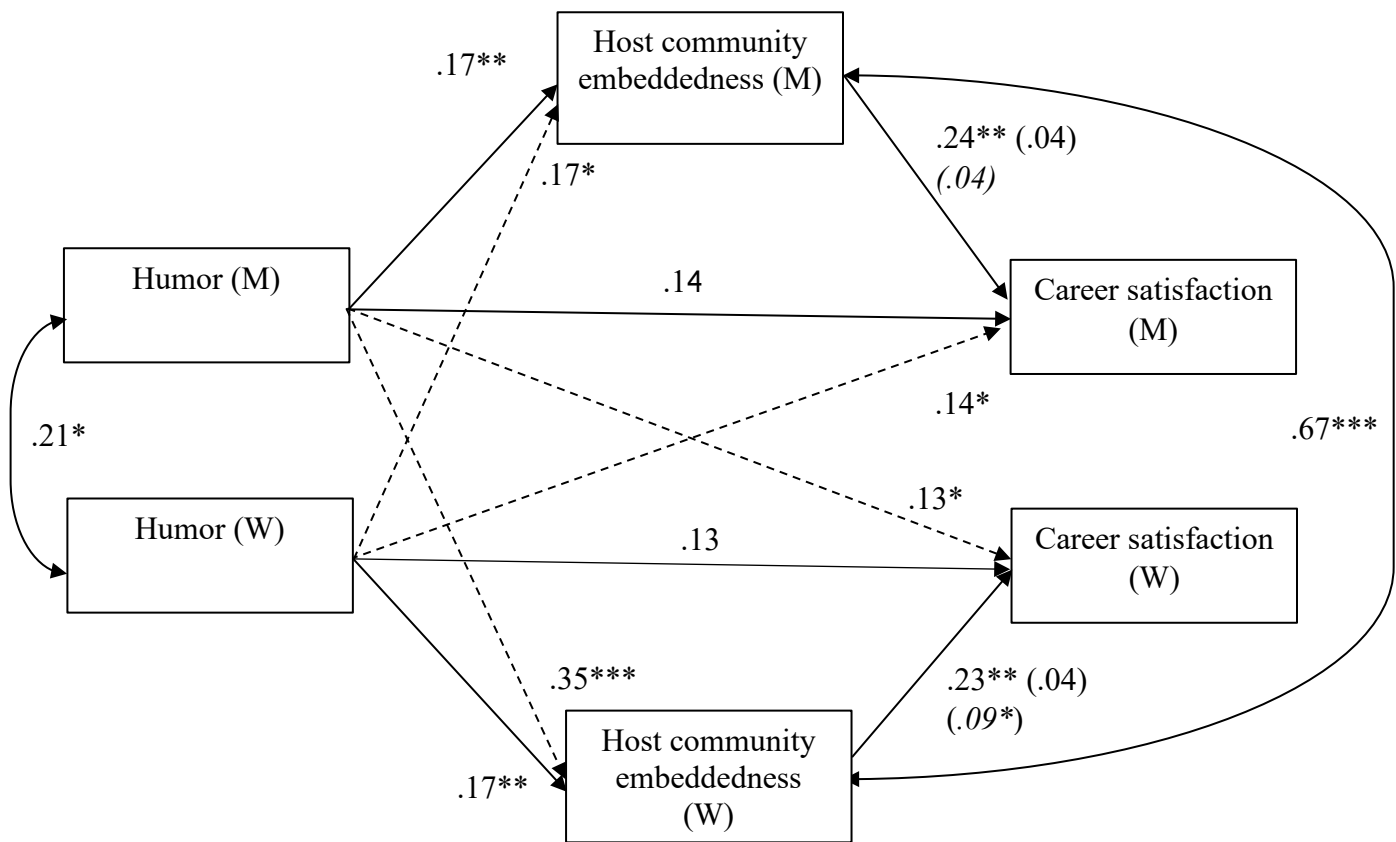 Host community
embeddedness (M)
.17**
.24** (.04)
(.04)
.17*
Humor (M)
.14
Career satisfaction
(M)
.14*
.21*
.67***
.13*
Humor (W)
.13
Career satisfaction
(W)
.35***
.23** (.04)
(.09*)
Host community
embeddedness
(W)
.17**